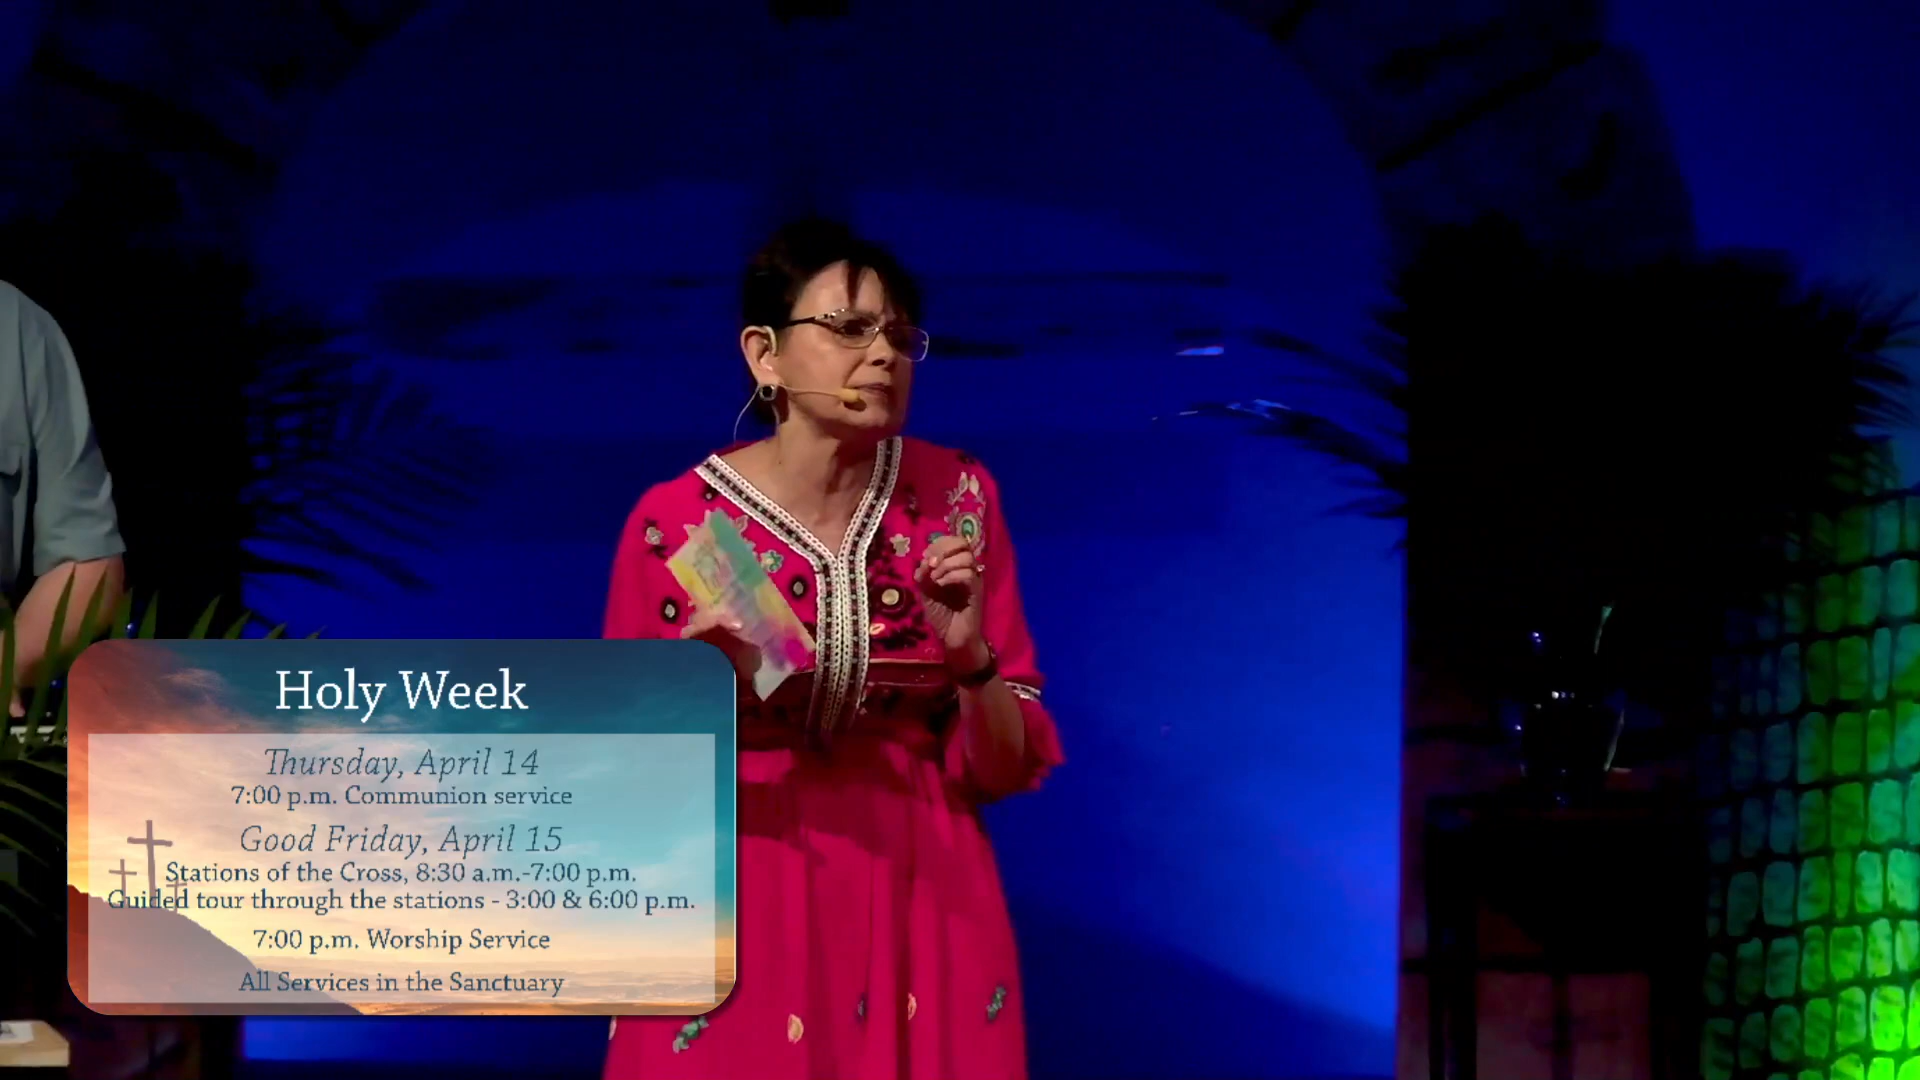 Holy Week
Thursday, April 14
7:00 p.m. Communion service
Good Friday, April 15
Stations of the Cross, 8:30 a.m.-7:00 p.m.
Guided tour through the stations - 3:00 & 6:00 p.m.
7:00 p.m. Worship Service
All Services in the Sanctuary